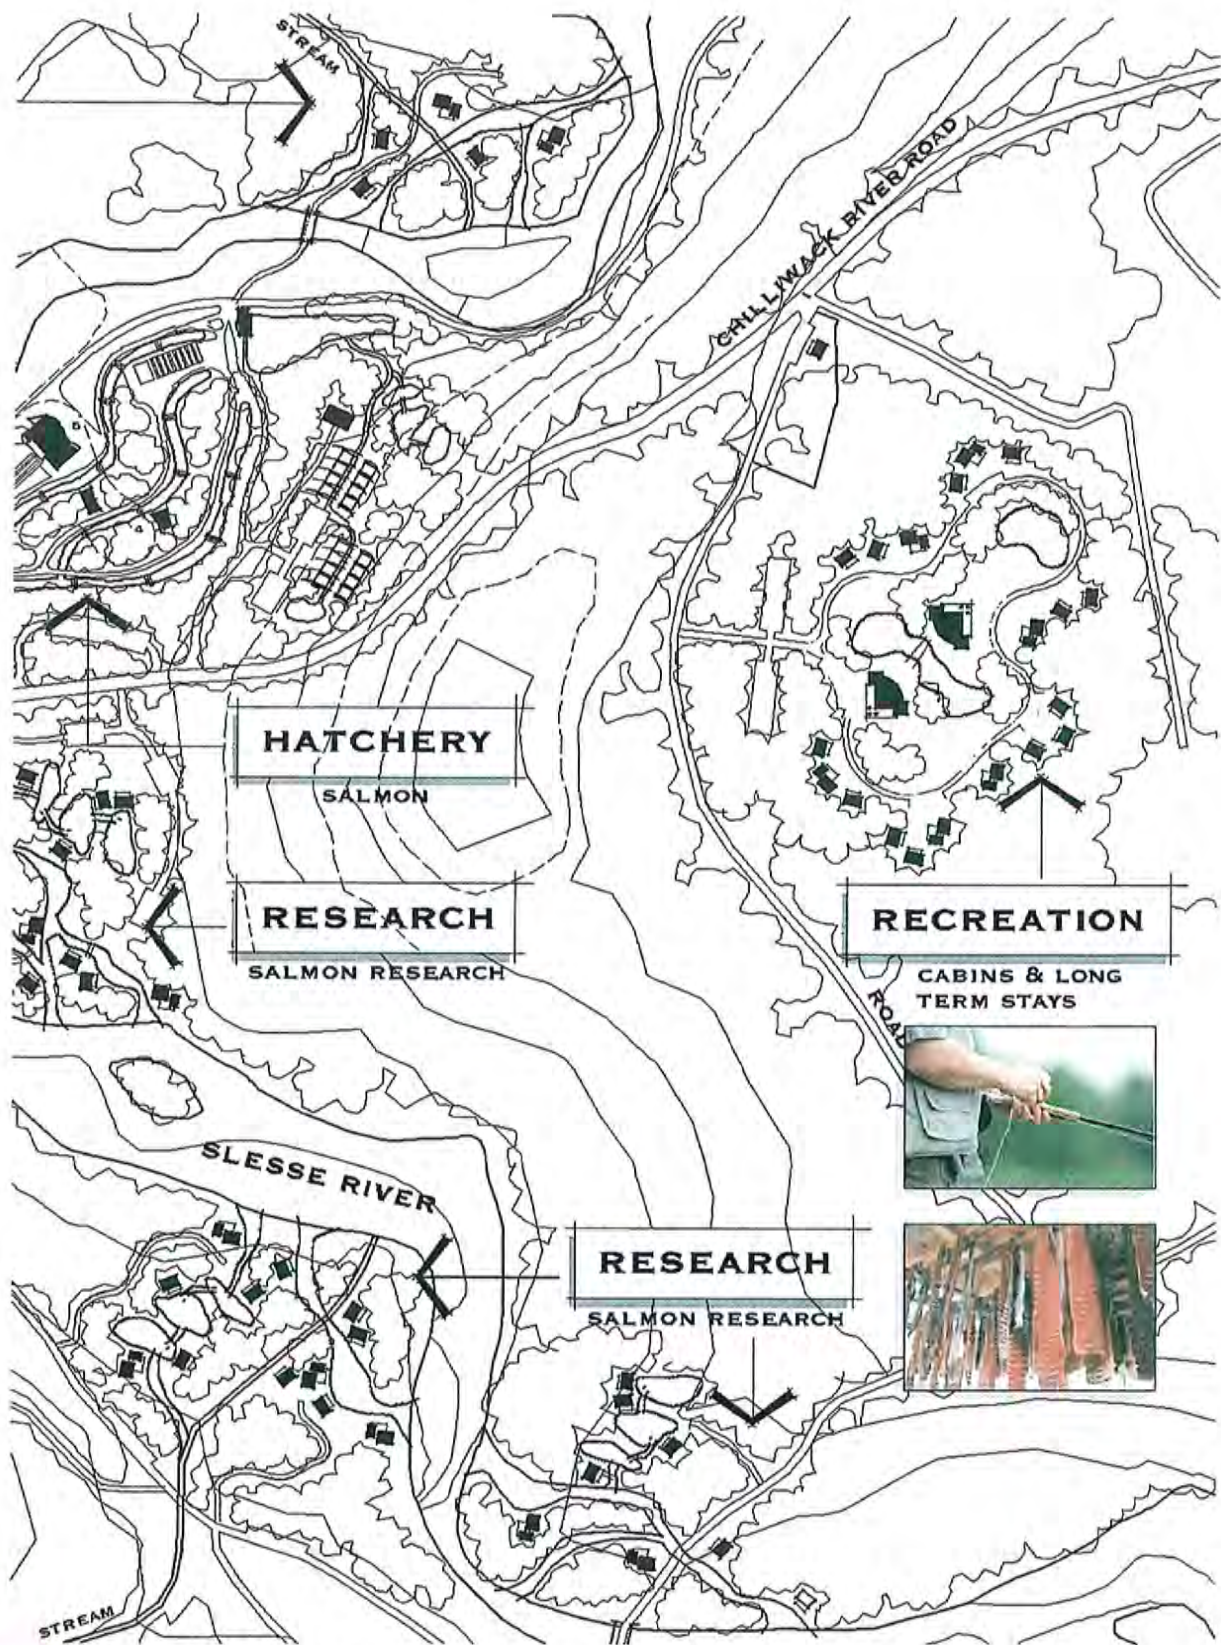 STREAM
CHILLIWACK RIVER ROAD
HATCHERY
SALMON
RESEARCH
SALMON RESEARCH
RECREATION
CABINS & LONG
TERM STAYS
ROAD
SLESSE RIVER
RESEARCH
SALMON RESEARCH
STREAM